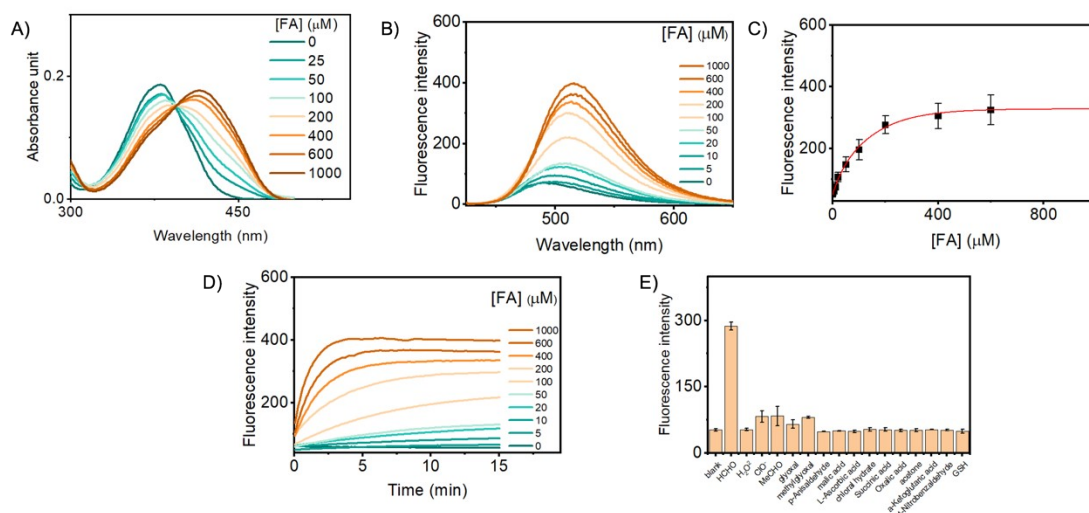 A)
[FA] (μM)
0
25
50
100
200
400
600
1000
Absorbance unit
0.2
0.0
300
450
Wavelength (nm)
B)
[FA] (μM)
1000
600
400
200
100
50
20
10
5
0
Fluorescence intensity
600
400
200
0
500
600
Wavelength (nm)
C)
Fluorescence intensity
600
400
200
0
400
800
[FA] (μM)
D)
[FA] (μM)
1000
600
400
200
100
50
20
10
5
0
Fluorescence intensity
600
400
200
0
5
10
15
Time (min)
E)
Fluorescence intensity
300
150
0
blank
HCHO
ClO⁻
MeCHO
glyoxal
methylglyoxal
p-Anisaldehyde
malic acid
L-Ascorbic acid
chloral hydrate
Succinic acid
Oxalic acid
acetone
a-Keloglutaric acid
-Nitrobenzaldehyde
GSH